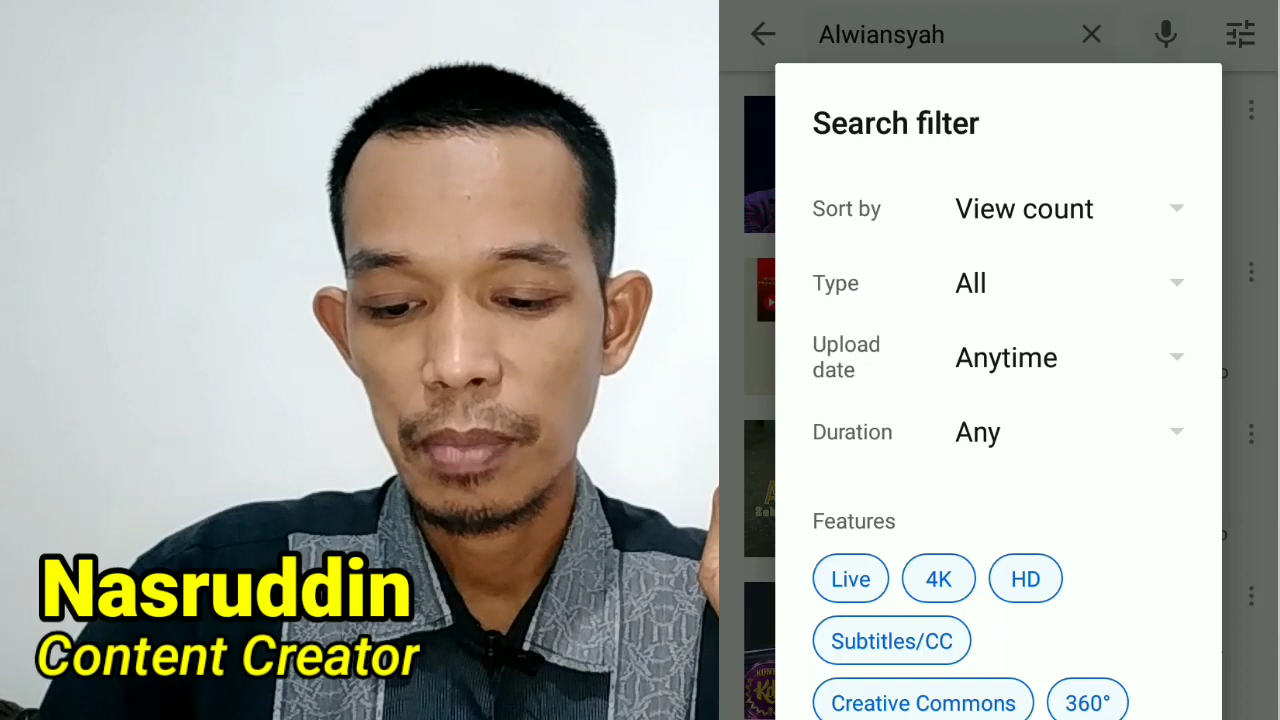 Alwiansyah
Search filter
Sort by View count
Type All
Upload date Anytime
Duration Any
Features
Live 4K HD
Subtitles/CC
Creative Commons 360°
Nasruddin
Content Creator